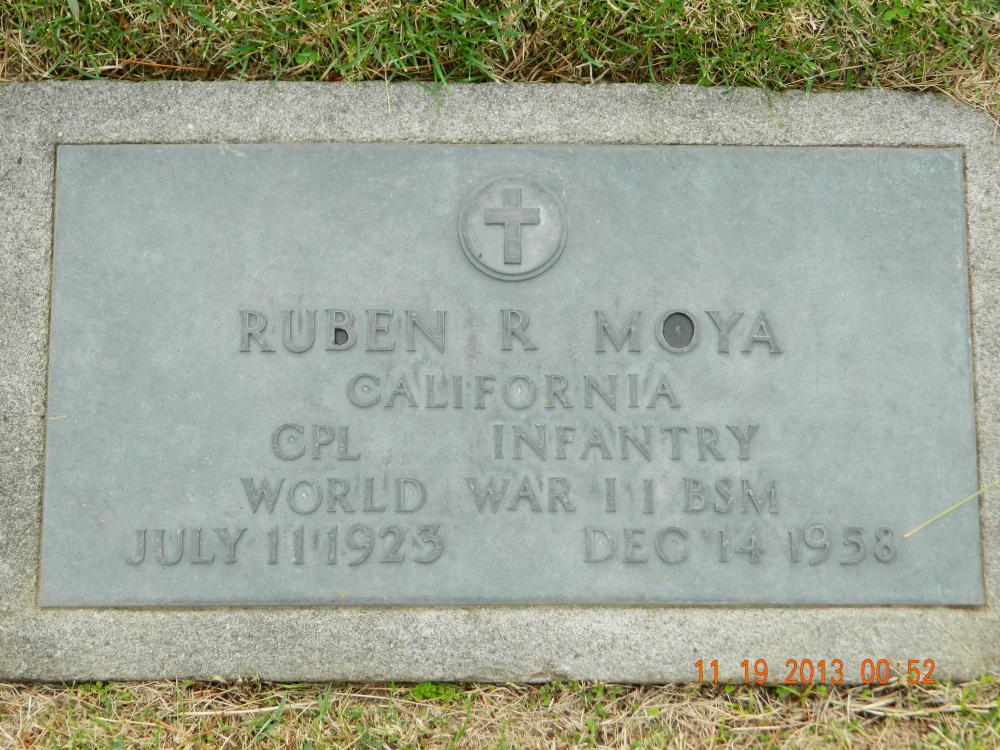 RUBEN R MOYA
CALIFORNIA
CPL INFANTRY
WORLD WAR II BSM
JULY 11 1923 DEC 14 1958
11 19 2013 00:52